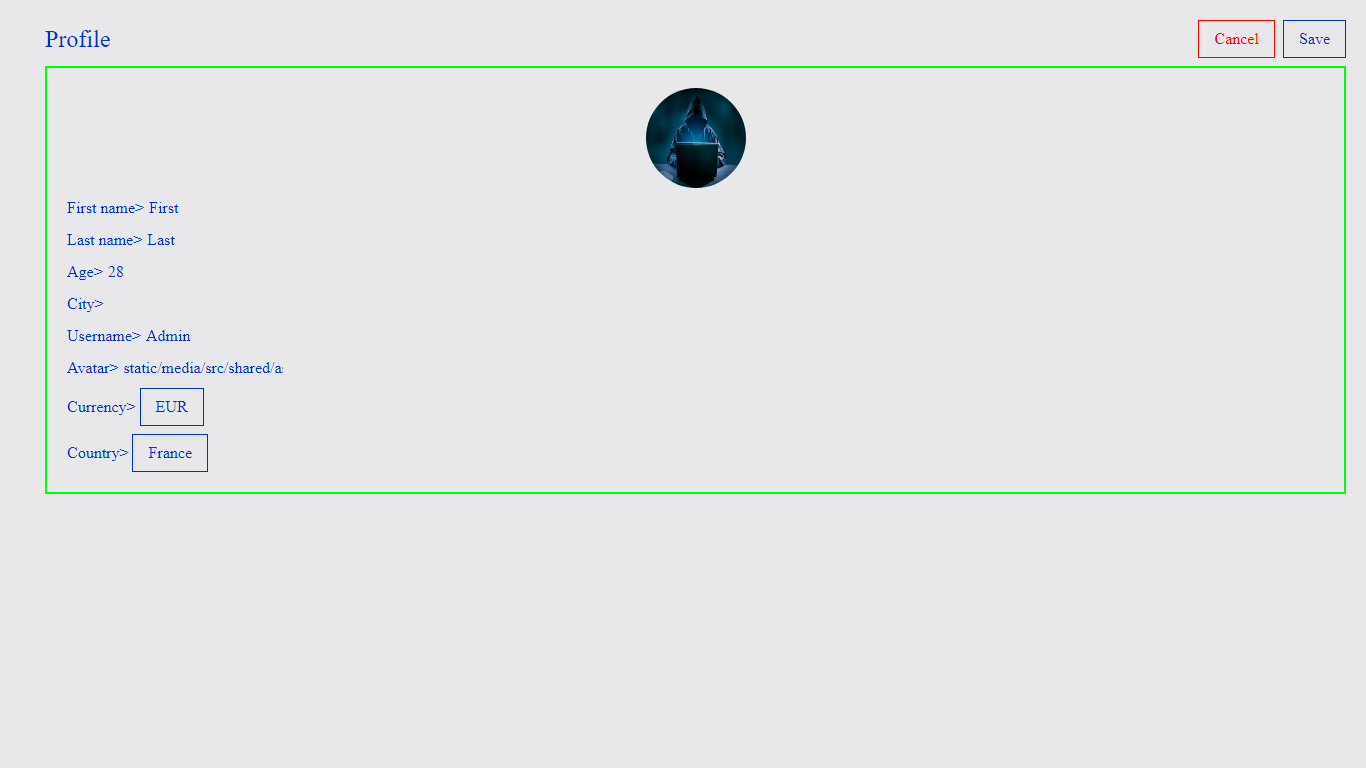 Profile
Cancel
Save
First name> First
Last name> Last
Age> 28
City>
Username> Admin
Avatar> static/media/src/shared/a
Currency> EUR
Country> France